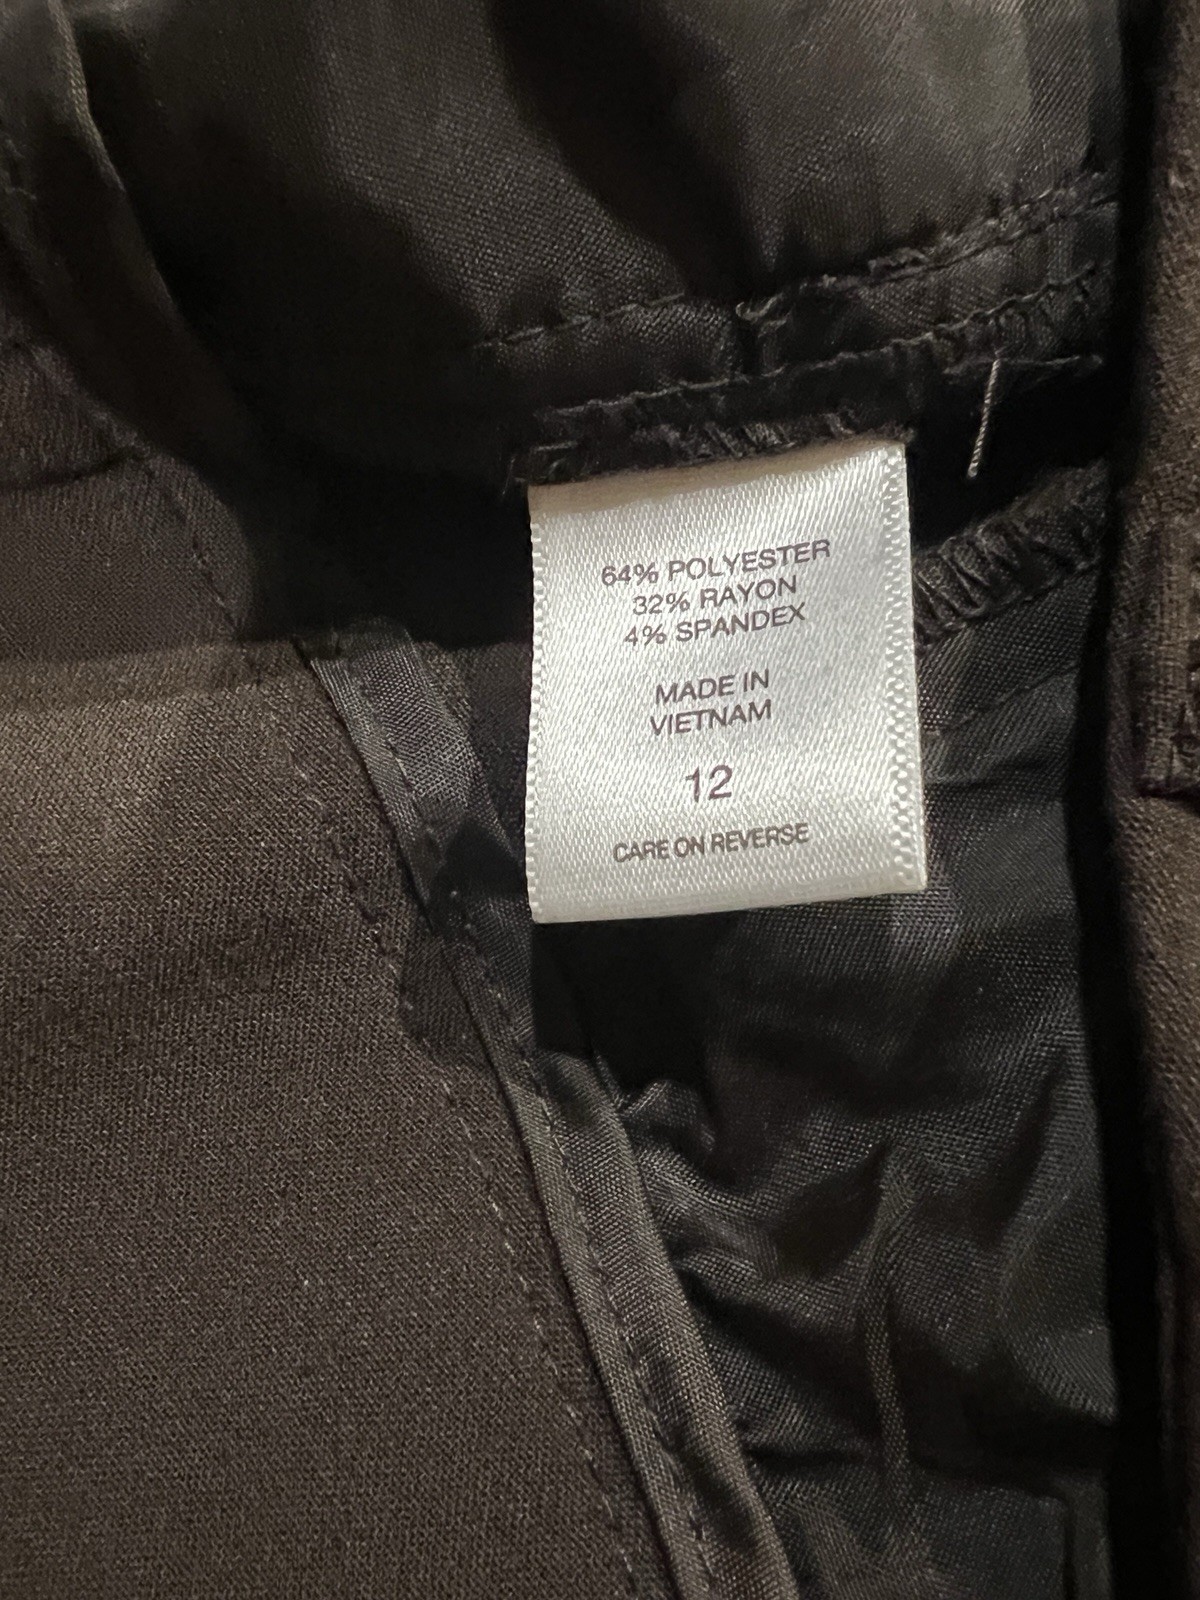 64% POLYESTER
32% RAYON
4% SPANDEX
MADE IN
VIETNAM
12
CARE ON REVERSE